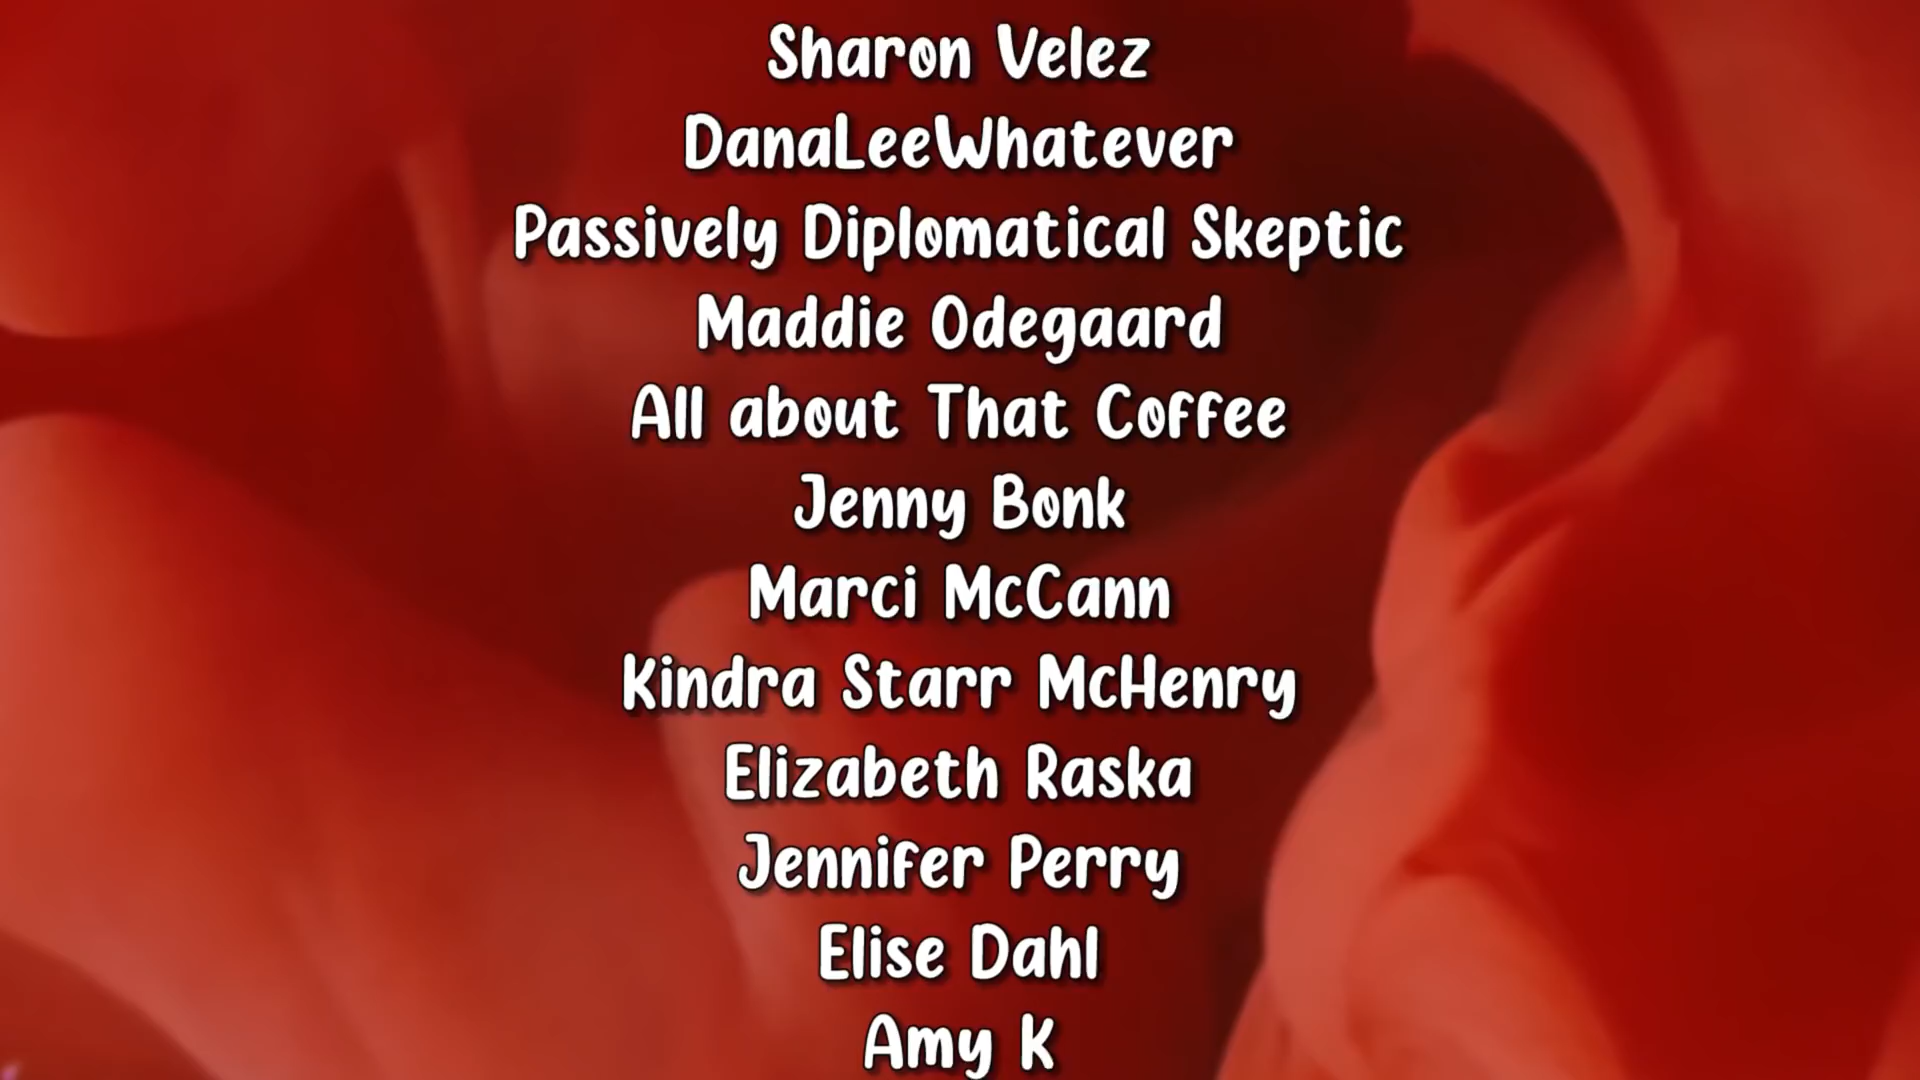 Sharon Velez
DanaLeeWhatever
Passively Diplomatical Skeptic
Maddie Odegaard
All about That Coffee
Jenny Bonk
Marci McCann
Kindra Starr McHenry
Elizabeth Raska
Jennifer Perry
Elise Dahl
Amy K